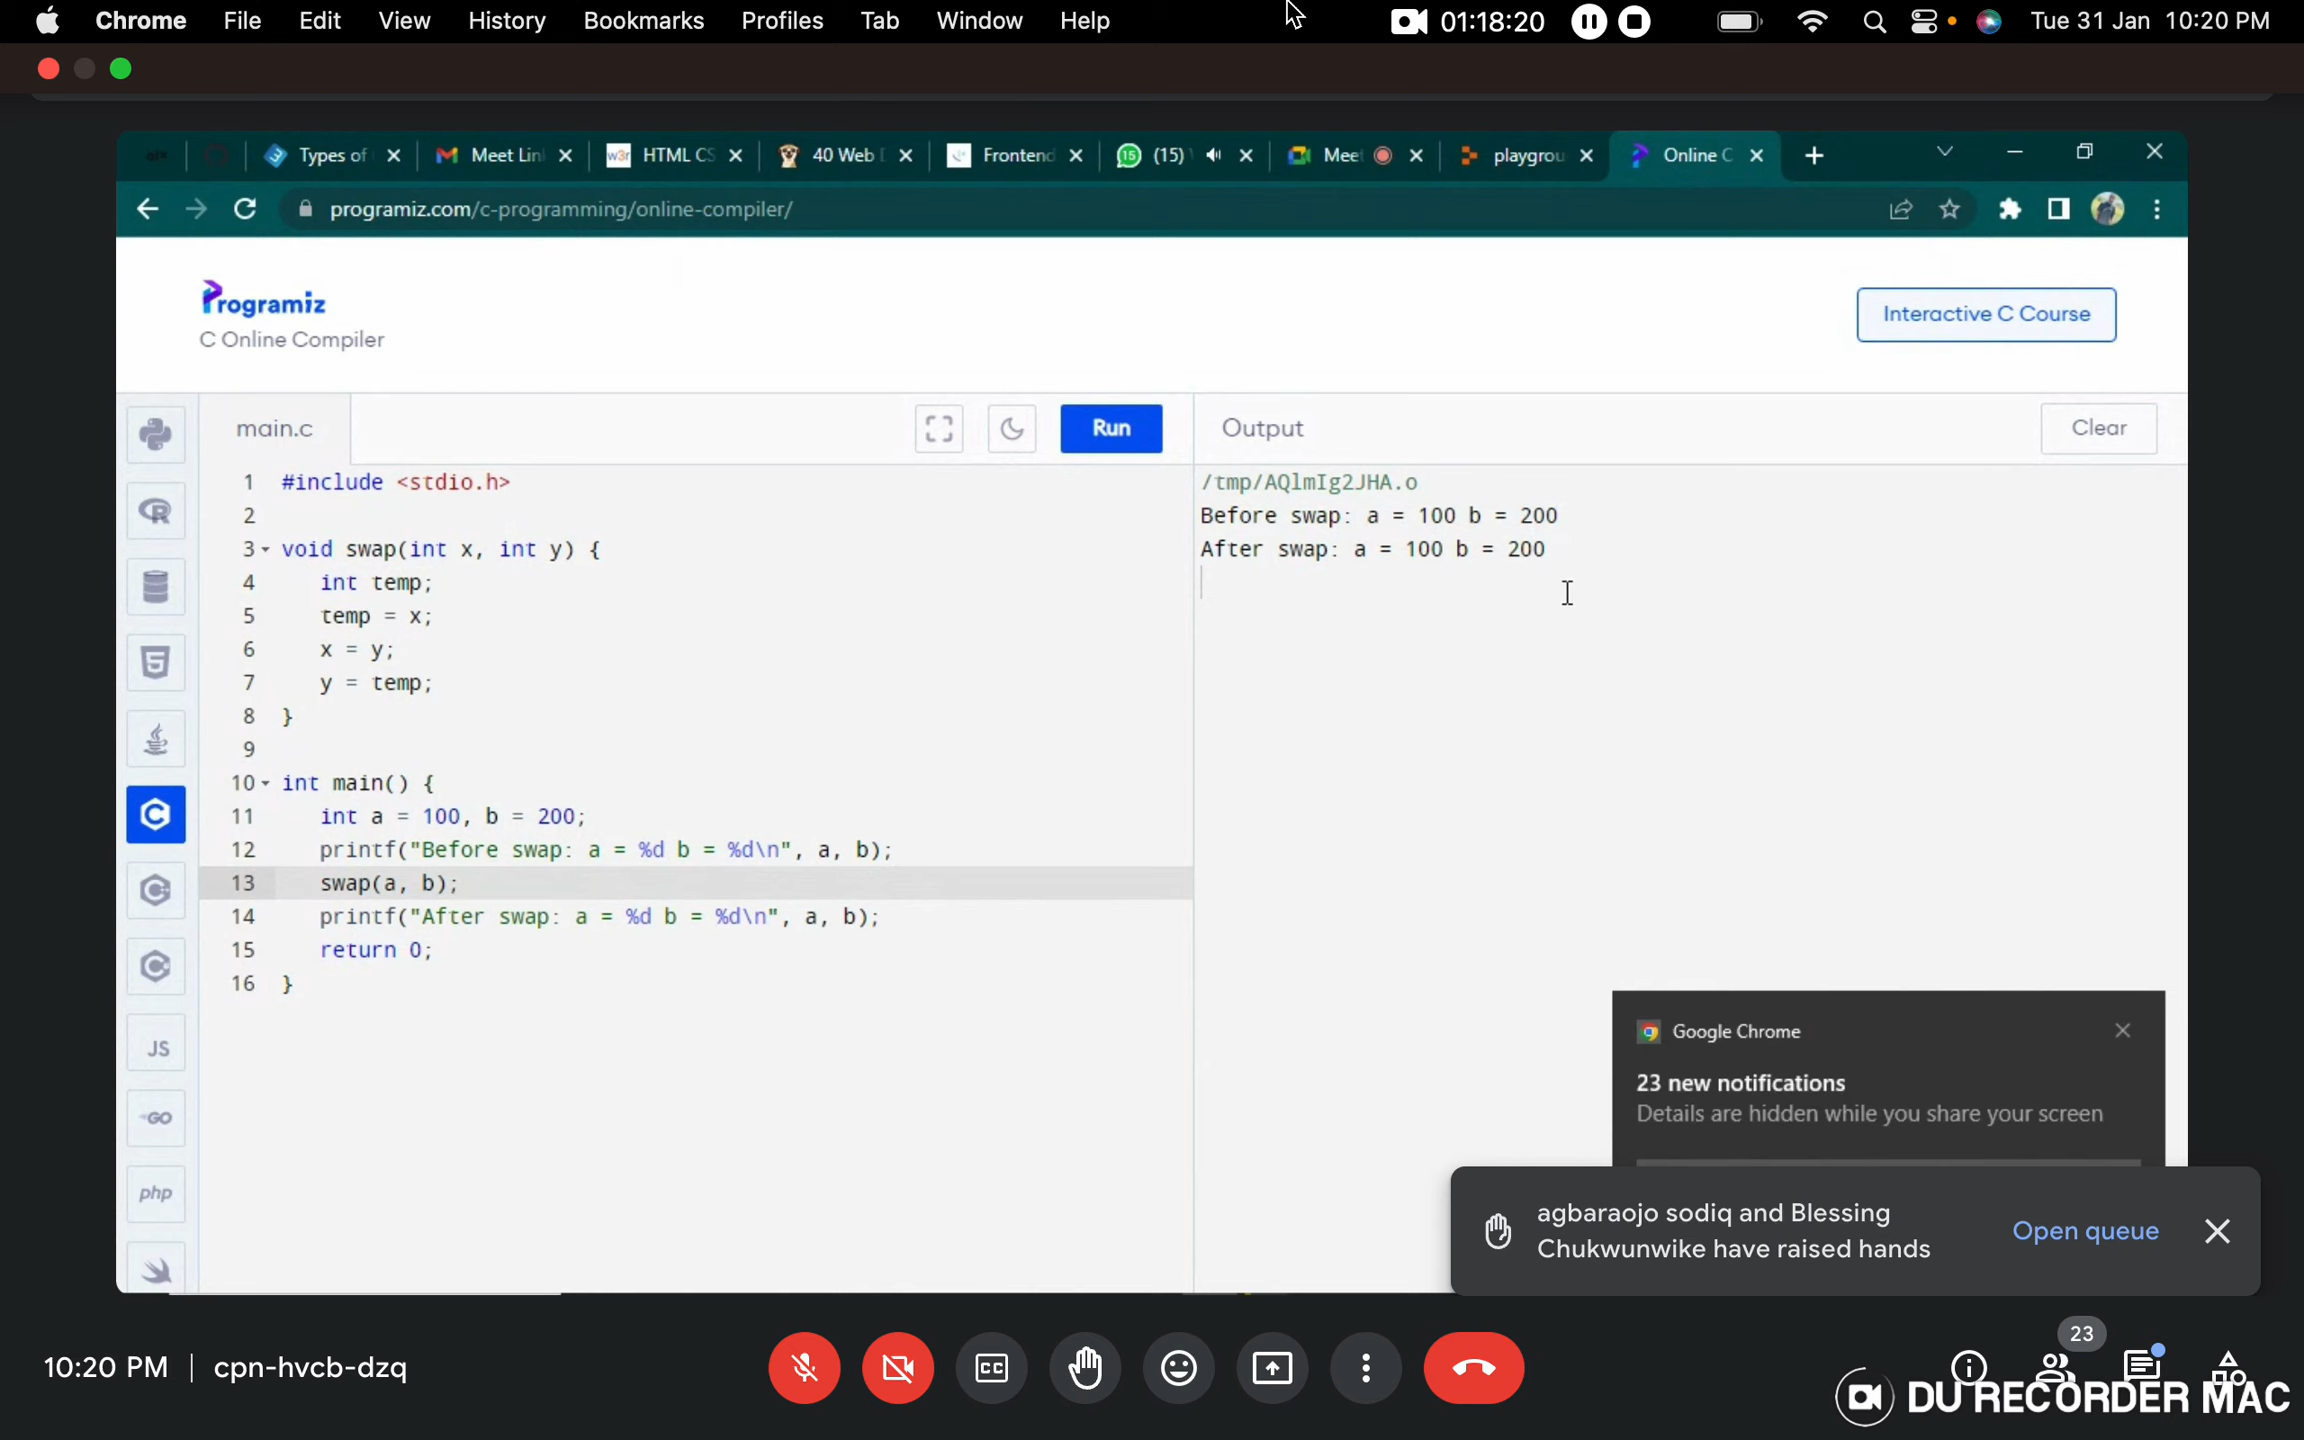 Chrome File Edit View History Bookmarks Profiles Tab Window Help 01:18:20 Tue 31 Jan 10:20 PM
Types of Meet Lin HTML CS 40 Web D Frontend (15) Meet playgrou Online C
programiz.com/c-programming/online-compiler/
Programiz
C Online Compiler
Interactive C Course
main.c Run Output Clear
1 #include <stdio.h>
2
3 void swap(int x, int y) {
4 int temp;
5 temp = x;
6 x = y;
7 y = temp;
8 }
9
10 int main() {
11 int a = 100, b = 200;
12 printf("Before swap: a = %d b = %d\n", a, b);
13 swap(a, b);
14 printf("After swap: a = %d b = %d\n", a, b);
15 return 0;
16 }
/tmp/AQlmIg2JHA.o
Before swap: a = 100 b = 200
After swap: a = 100 b = 200
JS
GO
php
Google Chrome
23 new notifications
Details are hidden while you share your screen
agbaraojo sodiq and Blessing
Chukwunwike have raised hands
Open queue
10:20 PM | cpn-hvcb-dzq
23
DU RECORDER MAC